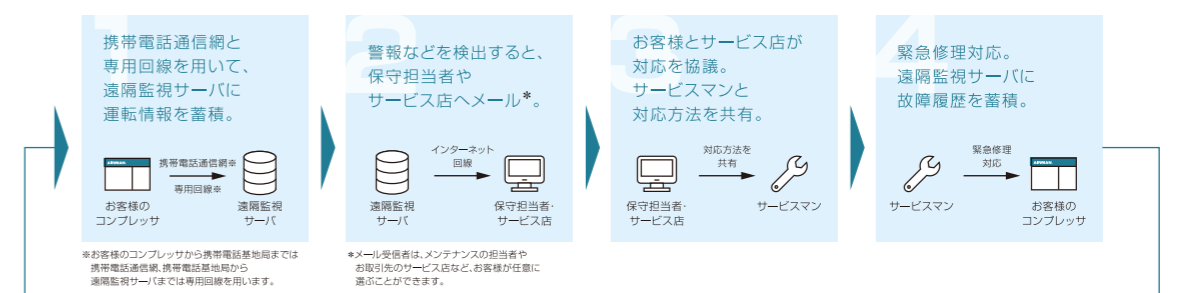 1
携帯電話通信網と
専用回線を用いて、
遠隔監視サーバに
運転情報を蓄積。
AIRMAN
携帯電話通信網※
専用回線※
お客様の
コンプレッサ
遠隔監視
サーバ
※お客様のコンプレッサから携帯電話基地局までは
携帯電話通信網、携帯電話基地局から
遠隔監視サーバまでは専用回線を用います。
2
警報などを検出すると、
保守担当者や
サービス店へメール*。
インターネット
回線
遠隔監視
サーバ
保守担当者・
サービス店
*メール受信者は、メンテナンスの担当者や
お取引先のサービス店など、お客様が任意に
選ぶことができます。
3
お客様とサービス店が
対応を協議。
サービスマンと
対応方法を共有。
対応方法を
共有
保守担当者・
サービス店
サービスマン
4
緊急修理対応。
遠隔監視サーバに
故障履歴を蓄積。
緊急修理
対応
AIRMAN
サービスマン
お客様の
コンプレッサ